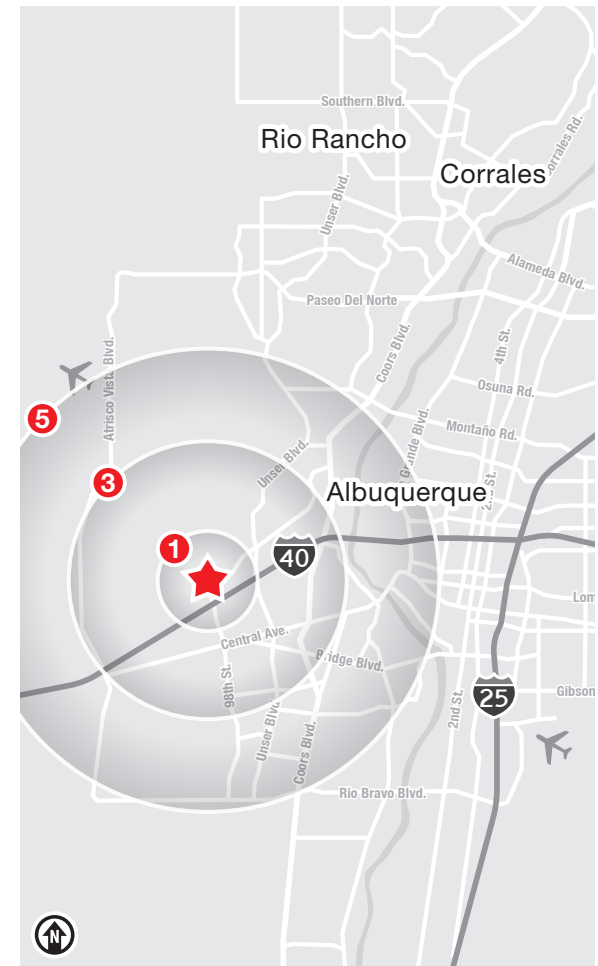 Southern Blvd.
Rio Rancho
Corrales
Corrales Rd.
Unser Blvd.
Alameda Blvd.
Paseo Del Norte
Coors Blvd.
4th St.
Atrisco Vista Blvd.
Osuna Rd.
5
Montaño Rd.
Grande Blvd.
Unser Blvd.
3
2nd St.
Albuquerque
1
40
Lom
Central Ave.
Bridge Blvd.
98th St.
25
Gibson
2nd St.
Unser Blvd.
Coors Blvd.
Rio Bravo Blvd.
N